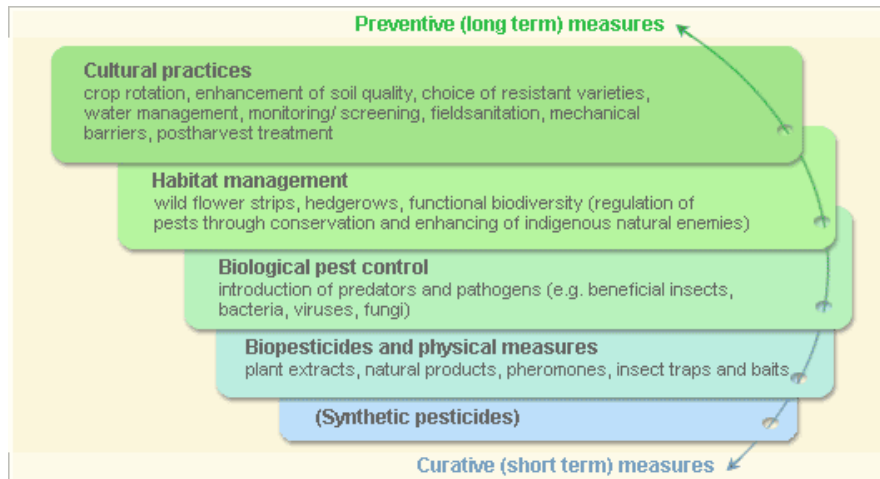 Preventive (long term) measures
Cultural practices
crop rotation, enhancement of soil quality, choice of resistant varieties,
water management, monitoring/ screening, fieldsanitation, mechanical
barriers, postharvest treatment
Habitat management
wild flower strips, hedgerows, functional biodiversity (regulation of
pests through conservation and enhancing of indigenous natural enemies)
Biological pest control
introduction of predators and pathogens (e.g. beneficial insects,
bacteria, viruses, fungi)
Biopesticides and physical measures
plant extracts, natural products, pheromones, insect traps and baits
(Synthetic pesticides)
Curative (short term) measures